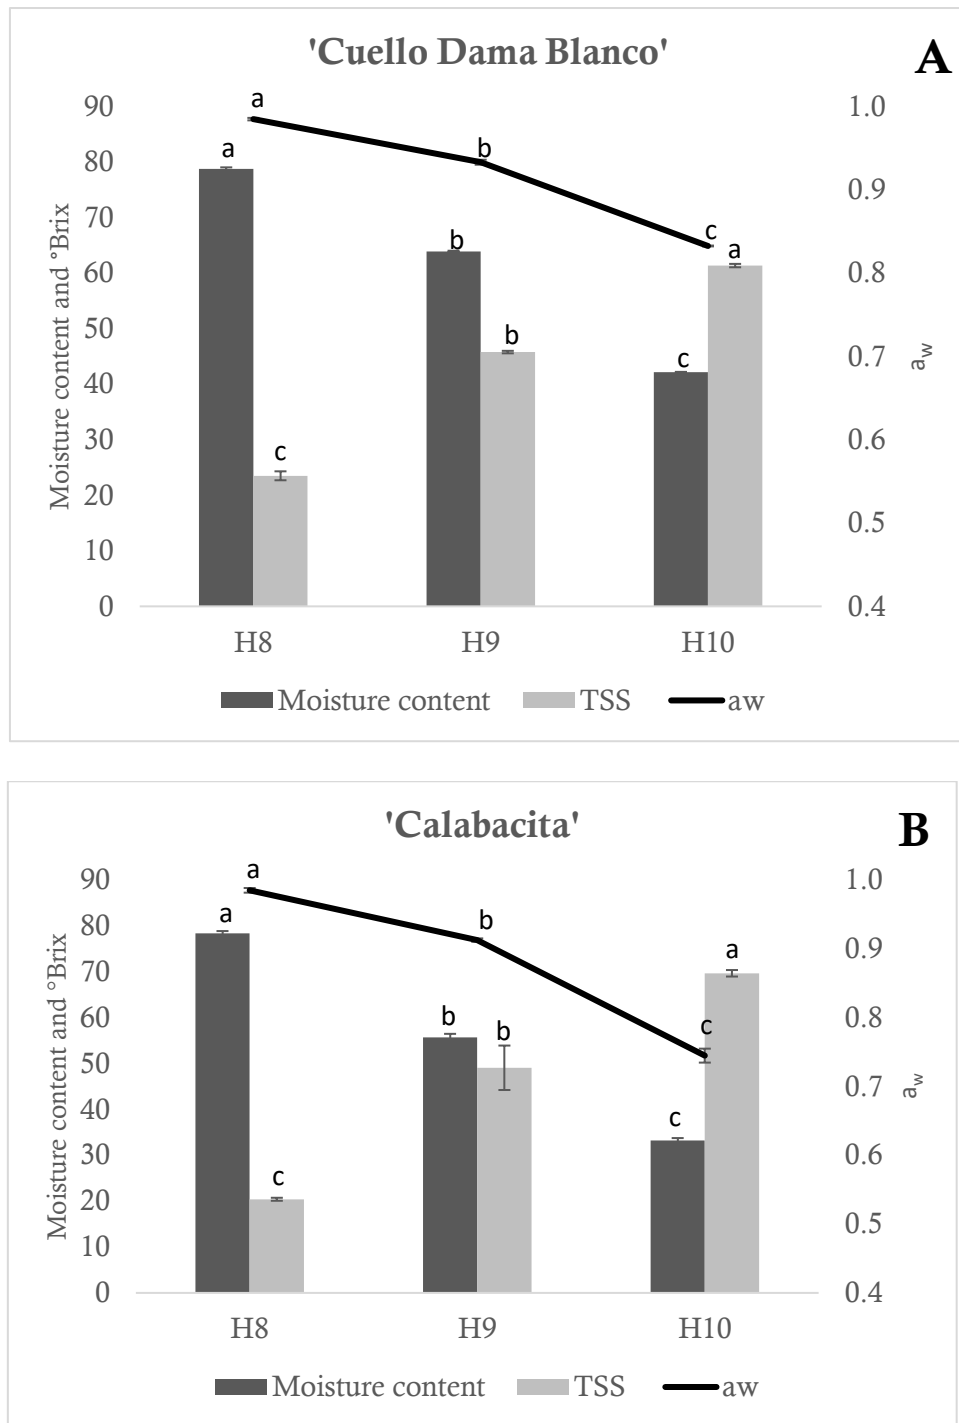 'Cuello Dama Blanco'
A
Moisture content and °Brix
90
80
70
60
50
40
30
20
10
0
a
a
c
b
b
b
c
a
c
1.0
0.9
0.8
0.7
0.6
0.5
0.4
aw
H8 H9 H10
Moisture content TSS aw
'Calabacita'
B
Moisture content and °Brix
90
80
70
60
50
40
30
20
10
0
a
a
c
b
b
b
c
a
c
1.0
0.9
0.8
0.7
0.6
0.5
0.4
aw
H8 H9 H10
Moisture content TSS aw